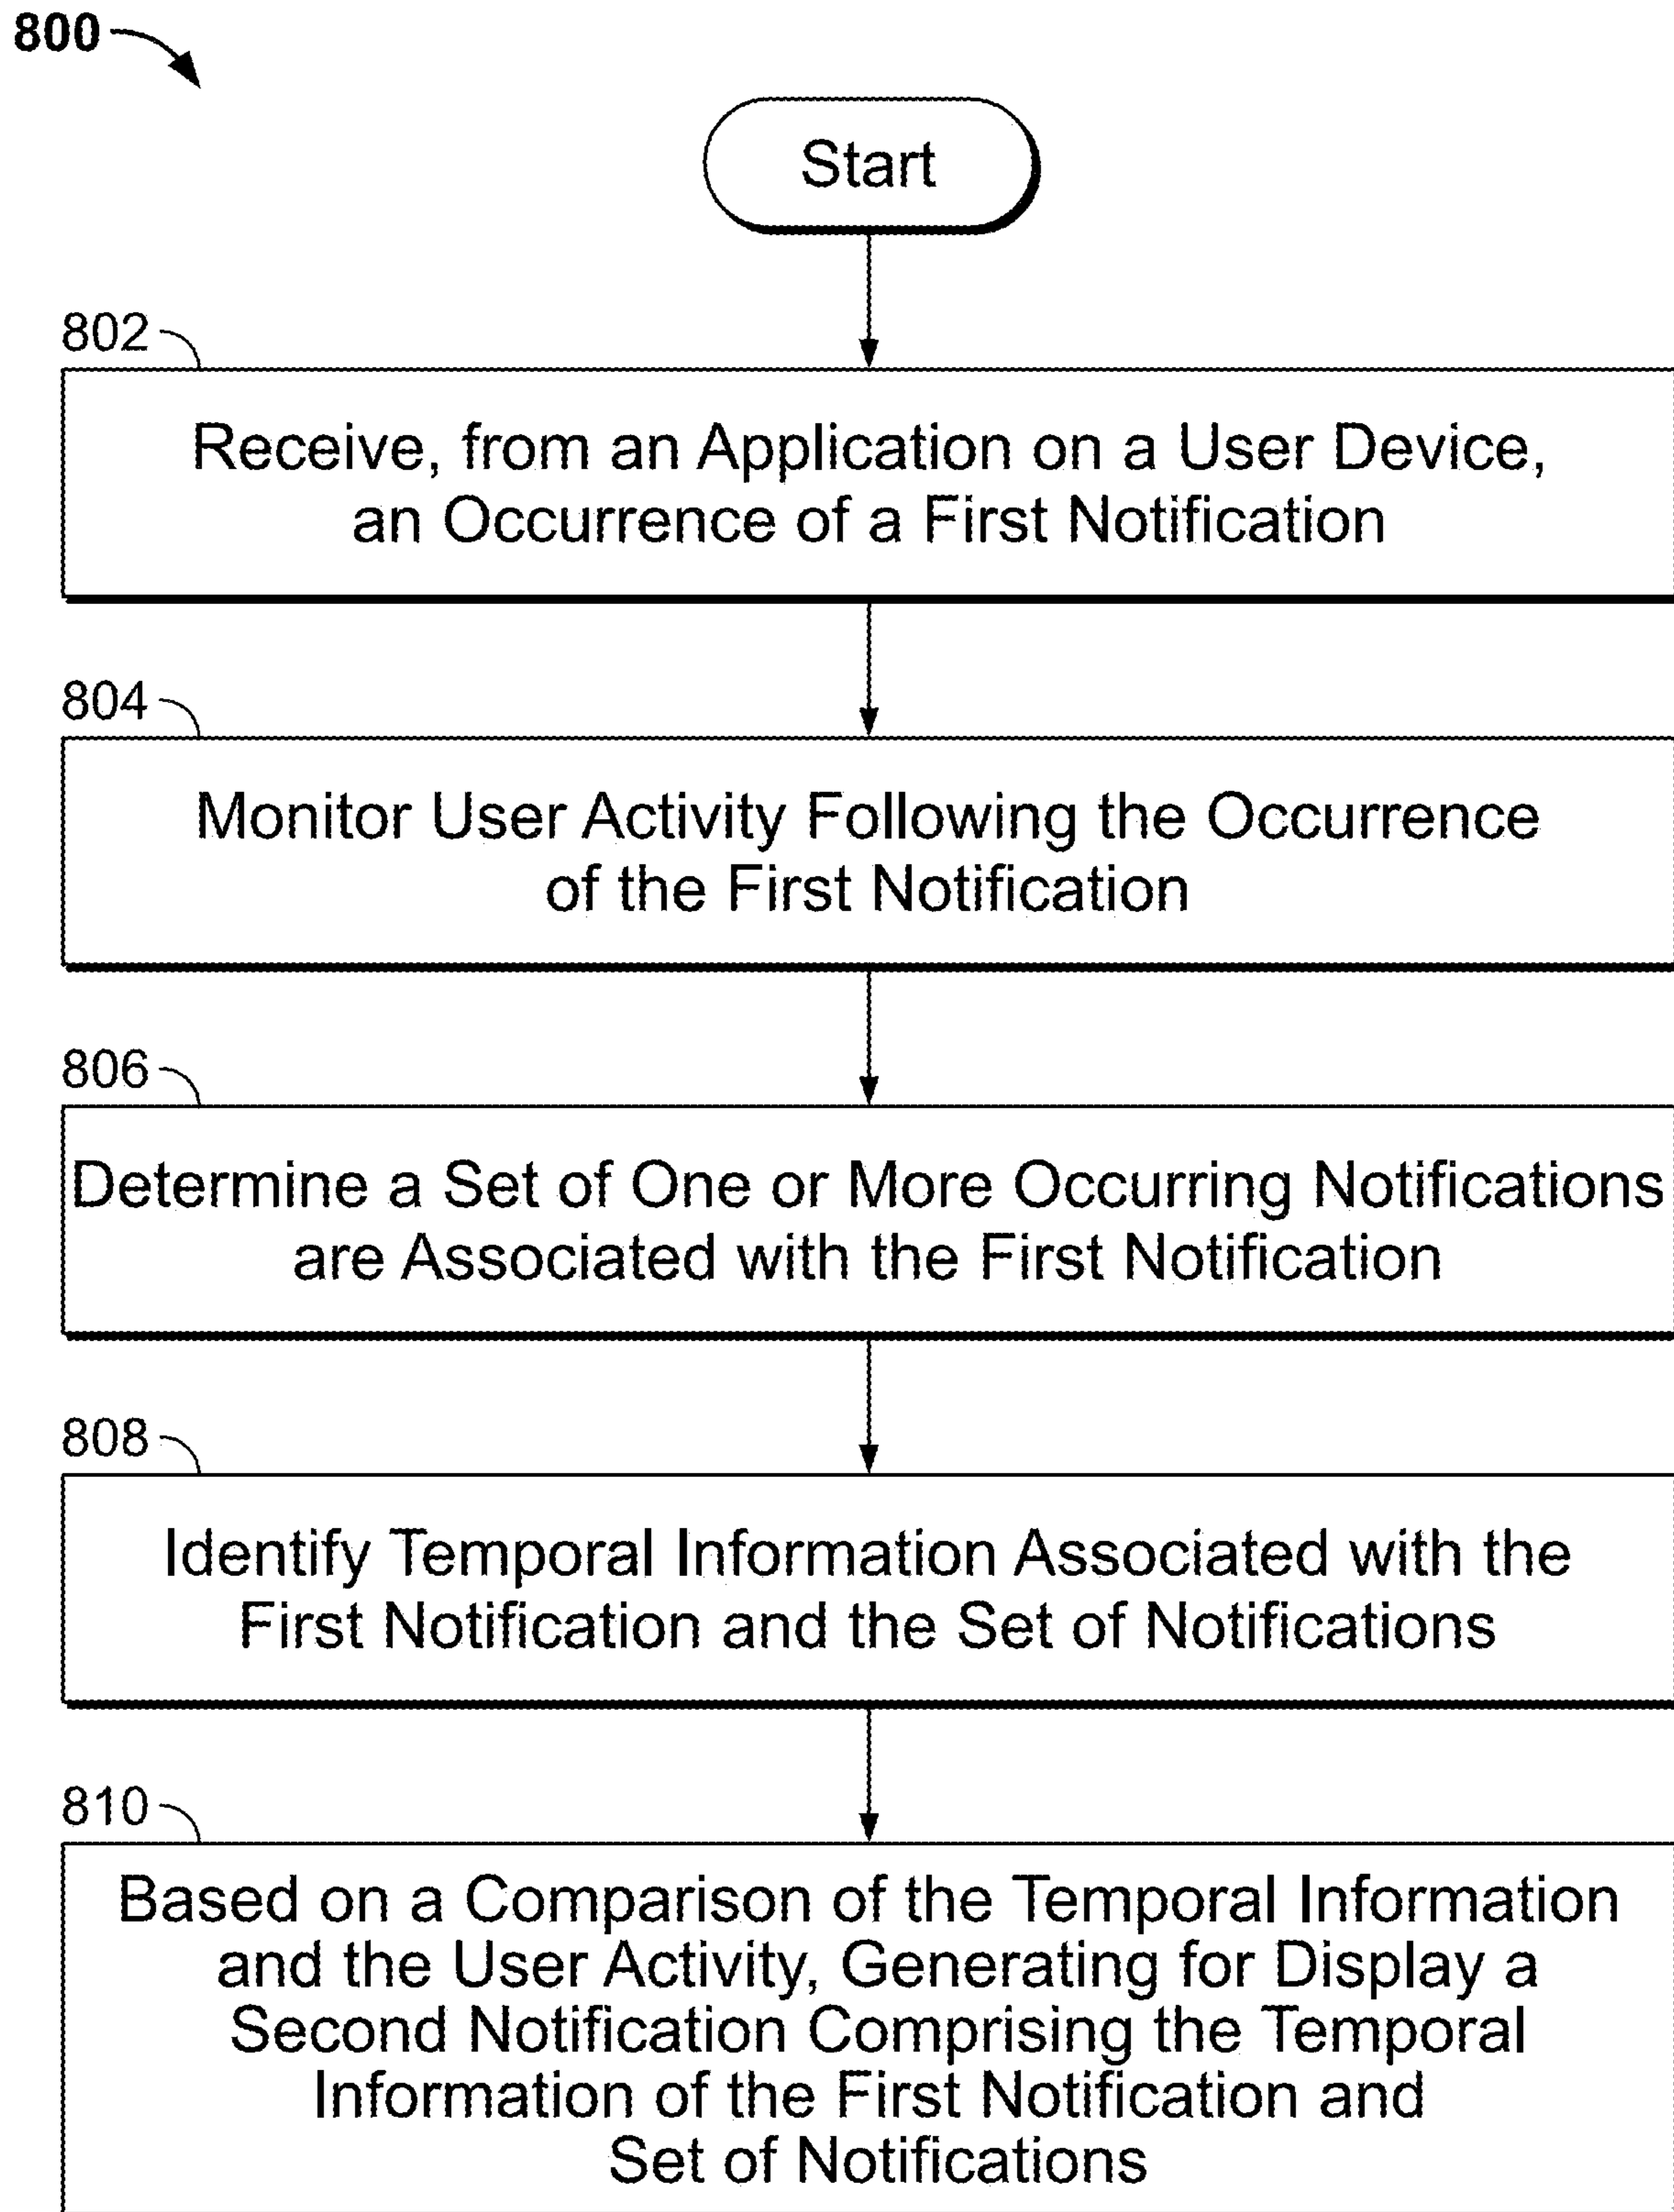 800
Start
802
Receive, from an Application on a User Device,
an Occurrence of a First Notification
804
Monitor User Activity Following the Occurrence
of the First Notification
806
Determine a Set of One or More Occurring Notifications
are Associated with the First Notification
808
Identify Temporal Information Associated with the
First Notification and the Set of Notifications
810
Based on a Comparison of the Temporal Information
and the User Activity, Generating for Display a
Second Notification Comprising the Temporal
Information of the First Notification and
Set of Notifications